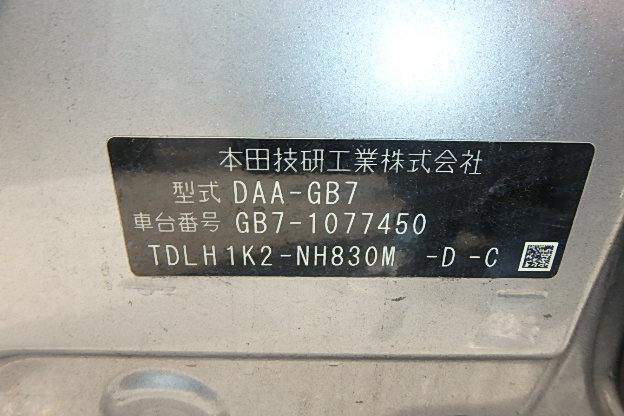 本田技研工業株式会社
型式 DAA-GB7
車台番号 GB7-1077450
TDLH1K2-NH830M -D-C